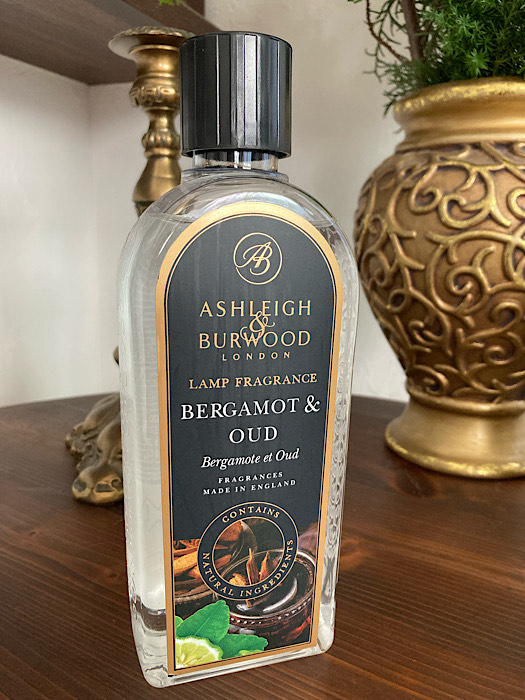 AB
ASHLEIGH
&
BURWOOD
LONDON
LAMP FRAGRANCE
BERGAMOT &
OUD
Bergamote et Oud
FRAGRANCES
MADE IN ENGLAND
CONTAINS
NATURAL INGREDIENTS